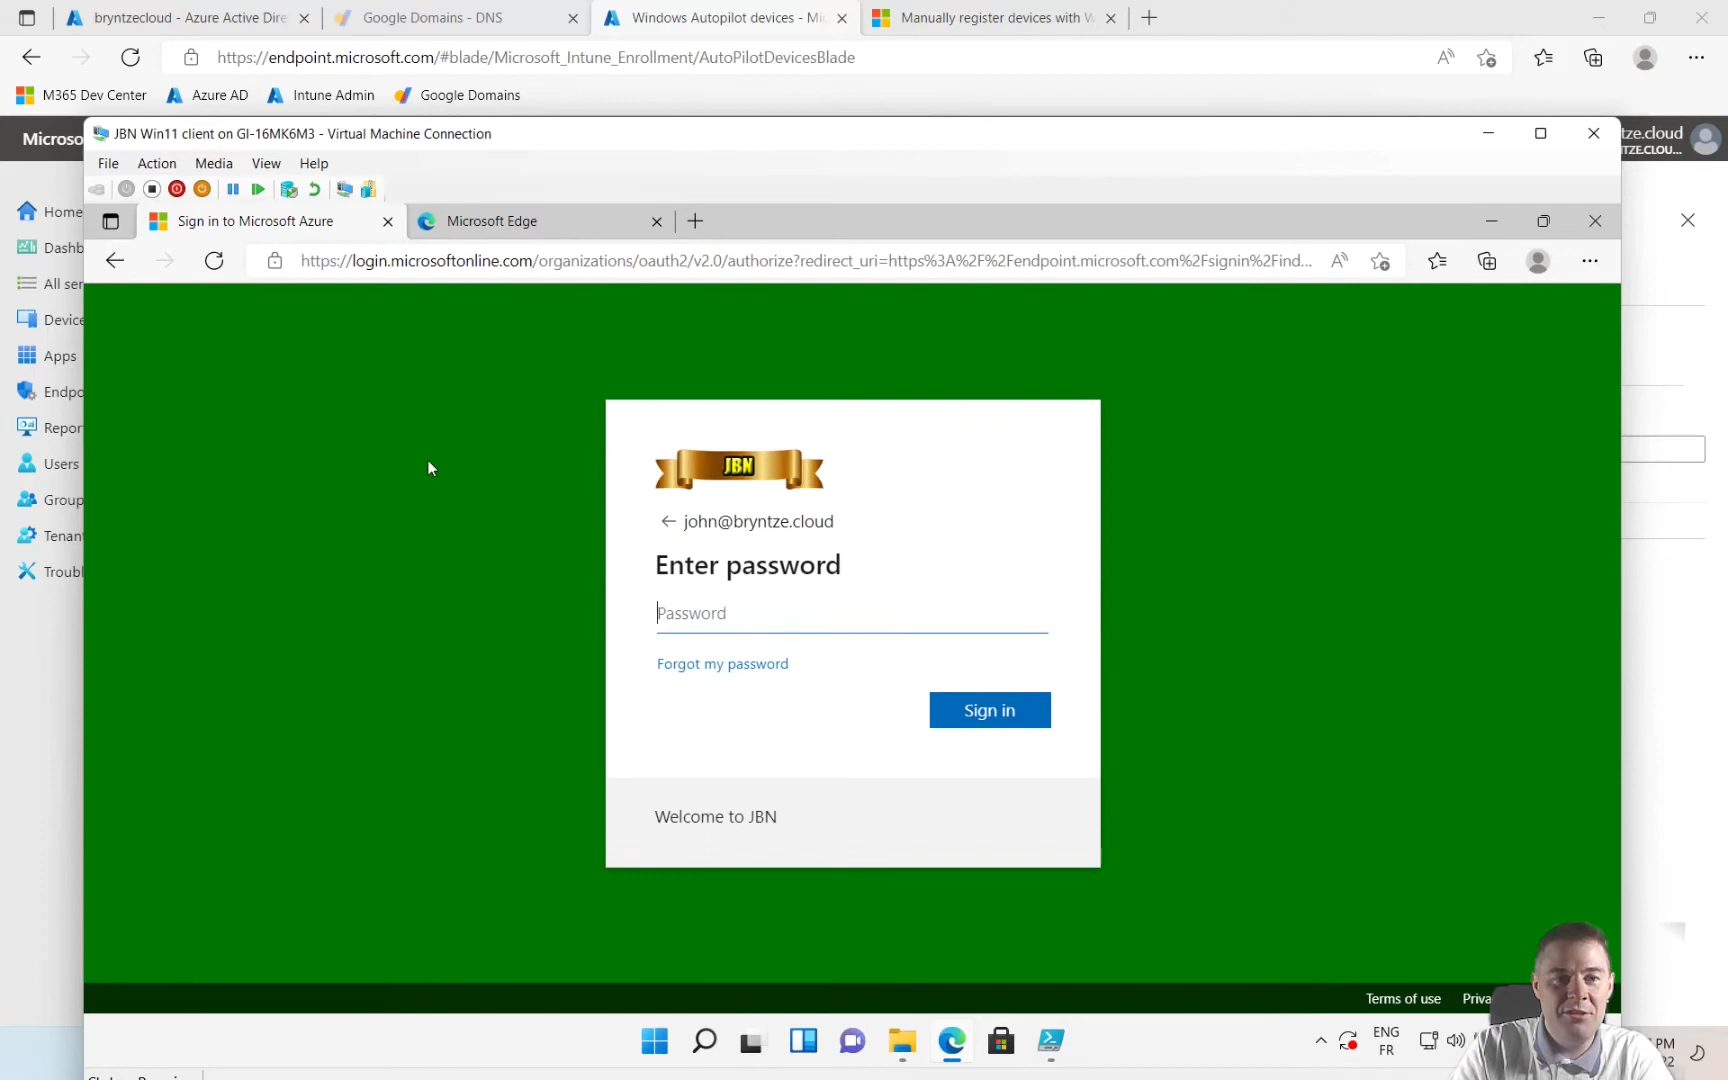 bryntzecloud - Azure Active Dire
Google Domains - DNS
Windows Autopilot devices - Mi
Manually register devices with W
https://endpoint.microsoft.com/#blade/Microsoft_Intune_Enrollment/AutoPilotDevicesBlade
M365 Dev Center
Azure AD
Intune Admin
Google Domains
Microso
tze.cloud
TZE.CLOU...
JBN Win11 client on GI-16MK6M3 - Virtual Machine Connection
File
Action
Media
View
Help
Sign in to Microsoft Azure
Microsoft Edge
https://login.microsoftonline.com/organizations/oauth2/v2.0/authorize?redirect_uri=https%3A%2F%2Fendpoint.microsoft.com%2Fsignin%2Find...
Home
Dashb
All ser
Device
Apps
Endpo
Repor
Users
Group
Tenan
Troubl
JBN
john@bryntze.cloud
Enter password
Password
Forgot my password
Sign in
Welcome to JBN
Terms of use
Priva
ENG
FR
PM